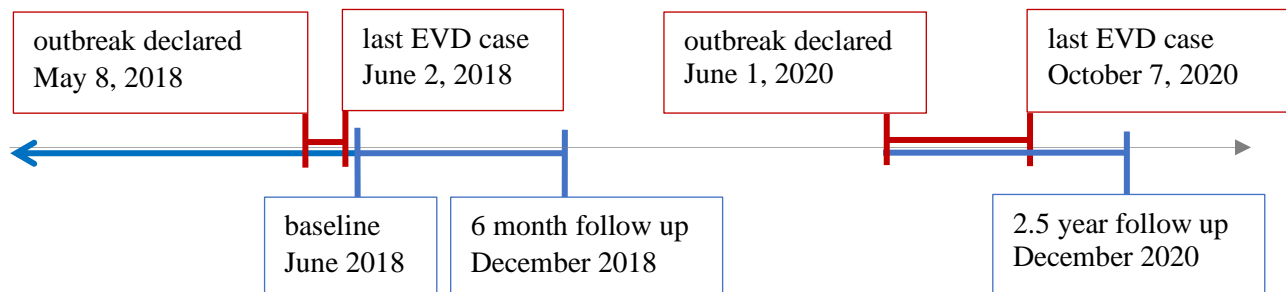 outbreak declared
May 8, 2018
last EVD case
June 2, 2018
outbreak declared
June 1, 2020
last EVD case
October 7, 2020
baseline
June 2018
6 month follow up
December 2018
2.5 year follow up
December 2020